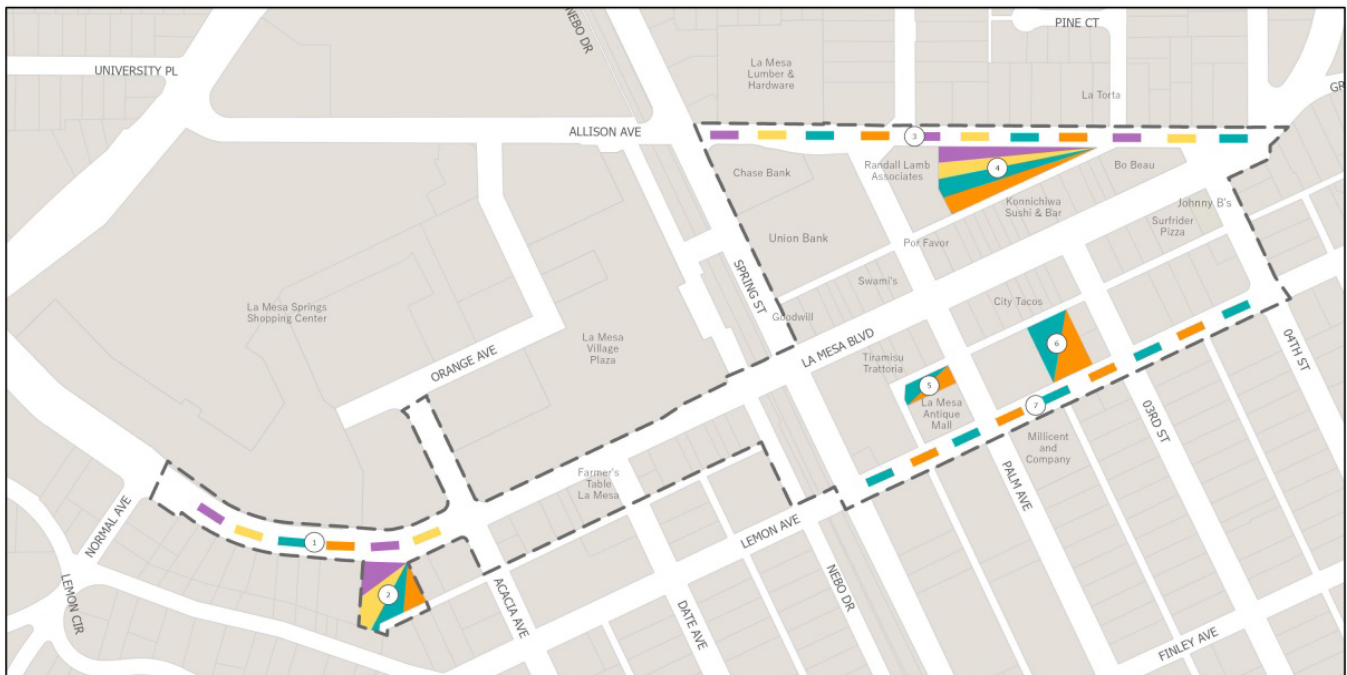 NEBO DR
PINE CT
UNIVERSITY PL
La Mesa
Lumber &
Hardware
La Torta
GR
ALLISON AVE
3
Chase Bank
Randall Lamb
Associates
4
Bo Beau
Konnichiwa
Sushi & Bar
Johnny B's
Surfrider
Pizza
Union Bank
Por Favor
SPRING ST
Swami's
City Tacos
La Mesa Springs
Shopping Center
Goodwill
La Mesa
Village
Plaza
LA MESA BLVD
04TH ST
ORANGE AVE
Tiramisu
Trattoria
6
5
La Mesa
Antique
Mall
7
03RD ST
Millicent
and
Company
Farmer's
Table
La Mesa
PALM AVE
NORMAL AVE
1
LEMON AVE
LEMON CIR
2
ACACIA AVE
DATE AVE
NEBO DR
FINLEY AVE